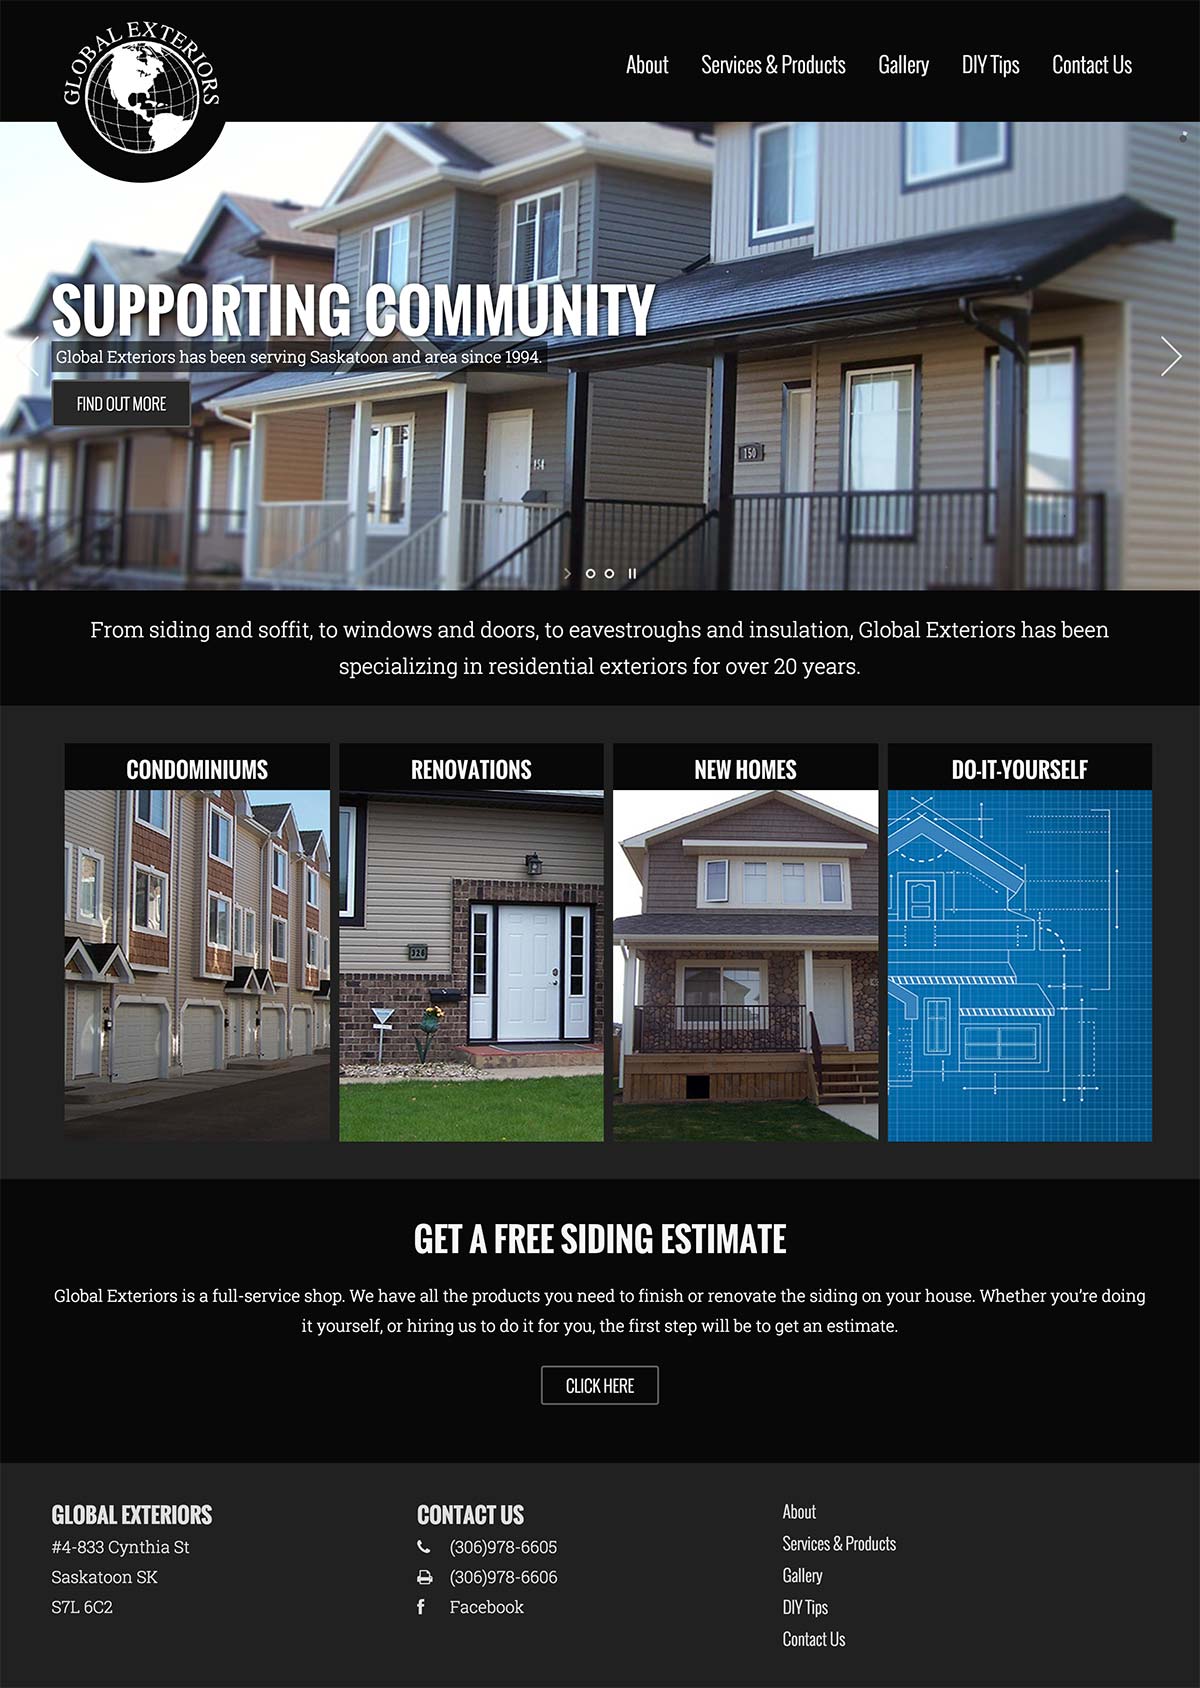 GLOBAL EXTERIORS
About Services & Products Gallery DIY Tips Contact Us
SUPPORTING COMMUNITY
Global Exteriors has been serving Saskatoon and area since 1994.
FIND OUT MORE
154
150
From siding and soffit, to windows and doors, to eavestroughs and insulation, Global Exteriors has been
specializing in residential exteriors for over 20 years.
CONDOMINIUMS
RENOVATIONS
NEW HOMES
DO-IT-YOURSELF
326
GET A FREE SIDING ESTIMATE
Global Exteriors is a full-service shop. We have all the products you need to finish or renovate the siding on your house. Whether you’re doing
it yourself, or hiring us to do it for you, the first step will be to get an estimate.
CLICK HERE
GLOBAL EXTERIORS
#4-833 Cynthia St
Saskatoon SK
S7L 6C2
CONTACT US
(306)978-6605
(306)978-6606
Facebook
About
Services & Products
Gallery
DIY Tips
Contact Us